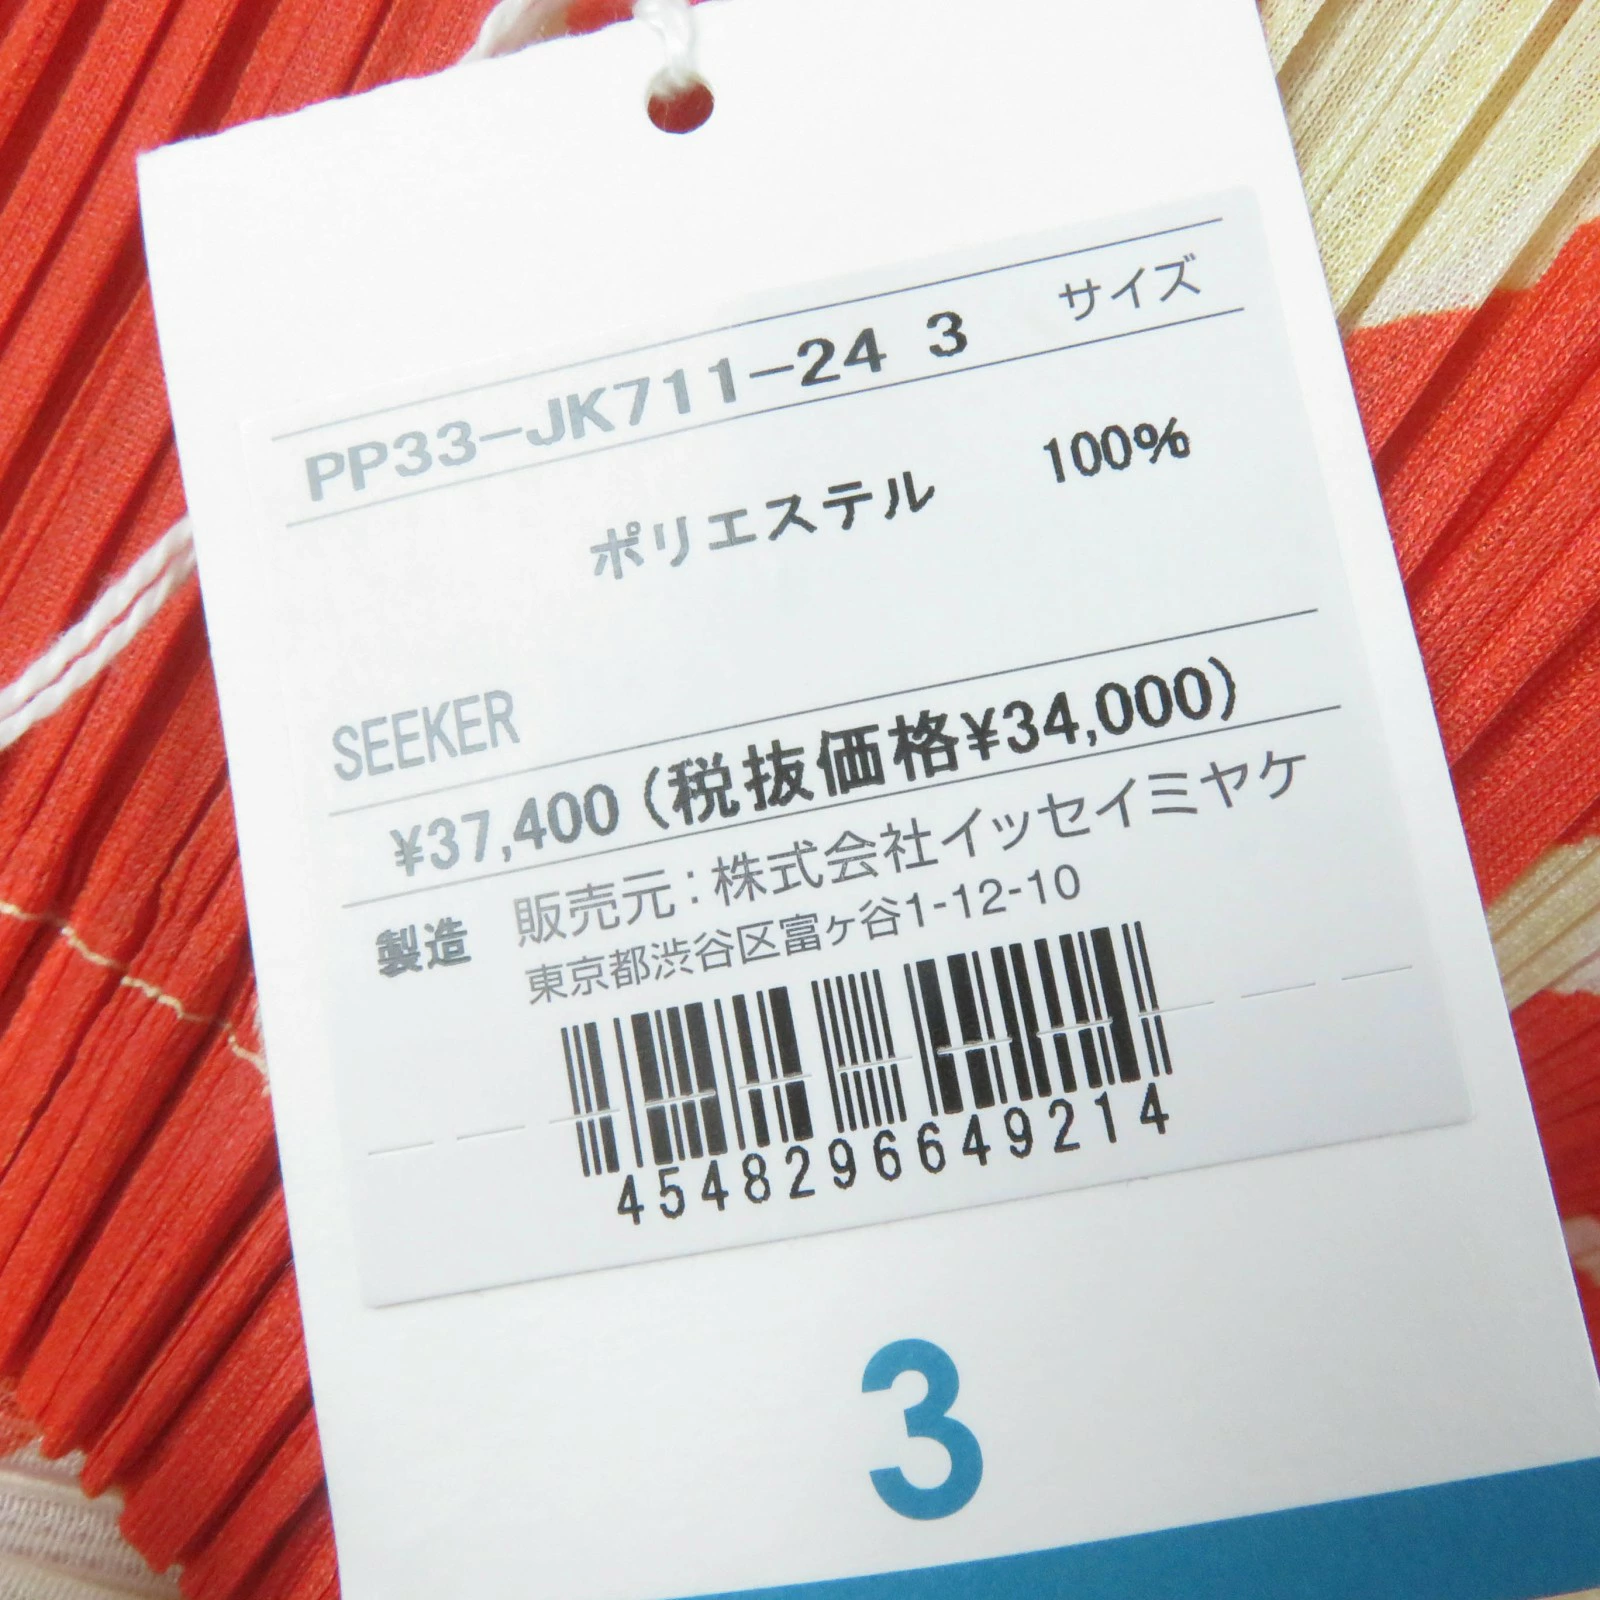 PP33-JK711-24 3 サイズ
ポリエステル 100%
SEEKER
¥37,400(税抜価格¥34,000)
製造 販売元:株式会社イッセイミヤケ
東京都渋谷区富ヶ谷1-12-10
4548296649214
3